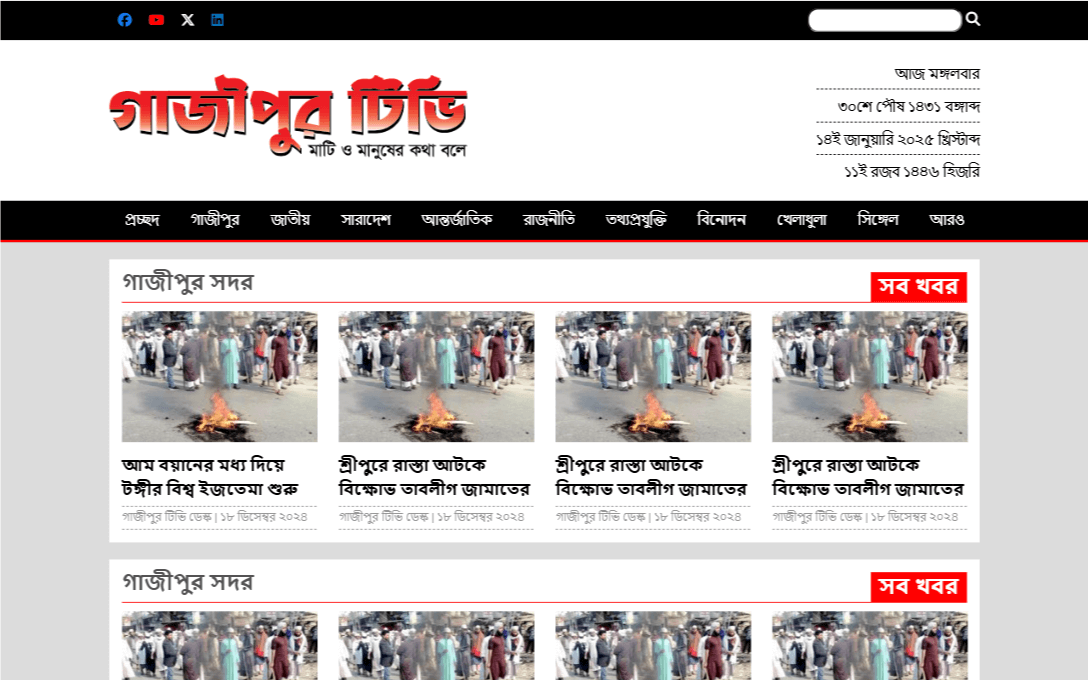 আজ মঙ্গলবার
৩০শে পৌষ ১৪৩১ বঙ্গাব্দ
১৪ই জানুয়ারি ২০২৫ খ্রিস্টাব্দ
১১ই রজব ১৪৪৬ হিজরি
গাজীপুর টিভি
মাটি ও মানুষের কথা বলে
প্রচ্ছদ গাজীপুর জাতীয় সারাদেশ আন্তর্জাতিক রাজনীতি তথ্যপ্রযুক্তি বিনোদন খেলাধুলা সিঙ্গেল আরও
গাজীপুর সদর
সব খবর
আম বয়ানের মধ্য দিয়ে
টঙ্গীর বিশ্ব ইজতেমা শুরু
গাজীপুর টিভি ডেস্ক | ১৮ ডিসেম্বর ২০২৪
শ্রীপুরে রাস্তা আটকে
বিক্ষোভ তাবলীগ জামাতের
গাজীপুর টিভি ডেস্ক | ১৮ ডিসেম্বর ২০২৪
শ্রীপুরে রাস্তা আটকে
বিক্ষোভ তাবলীগ জামাতের
গাজীপুর টিভি ডেস্ক | ১৮ ডিসেম্বর ২০২৪
শ্রীপুরে রাস্তা আটকে
বিক্ষোভ তাবলীগ জামাতের
গাজীপুর টিভি ডেস্ক | ১৮ ডিসেম্বর ২০২৪
গাজীপুর সদর
সব খবর